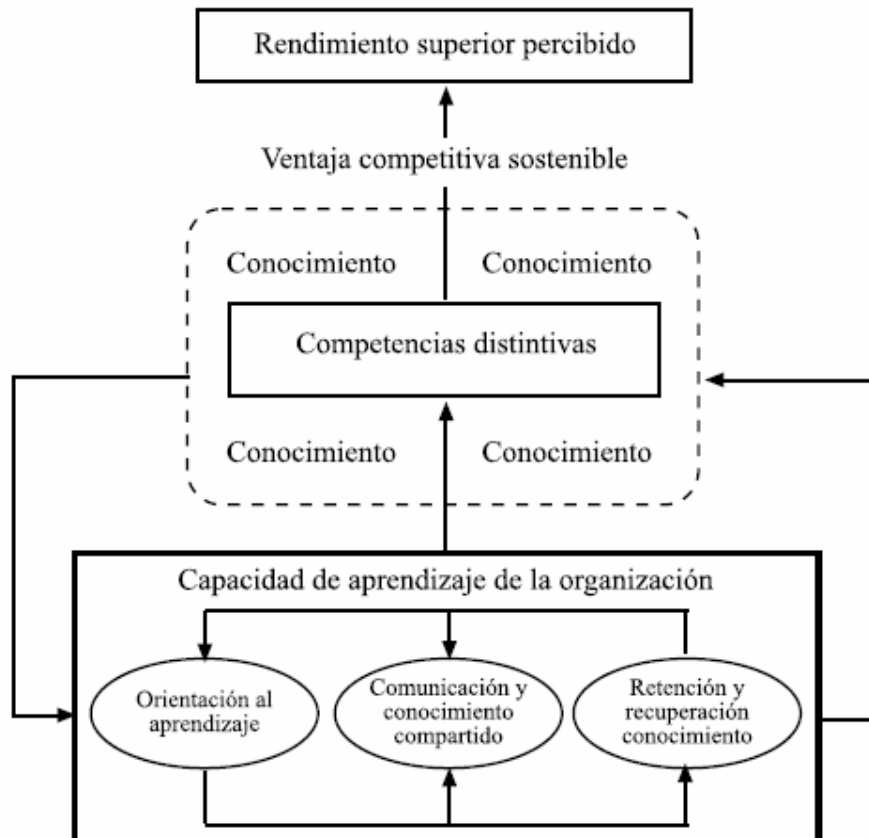 Rendimiento superior percibido
Ventaja competitiva sostenible
Conocimiento Conocimiento
Competencias distintivas
Conocimiento Conocimiento
Capacidad de aprendizaje de la organización
Orientación al
aprendizaje
Comunicación y
conocimiento
compartido
Retención y
recuperación
conocimiento